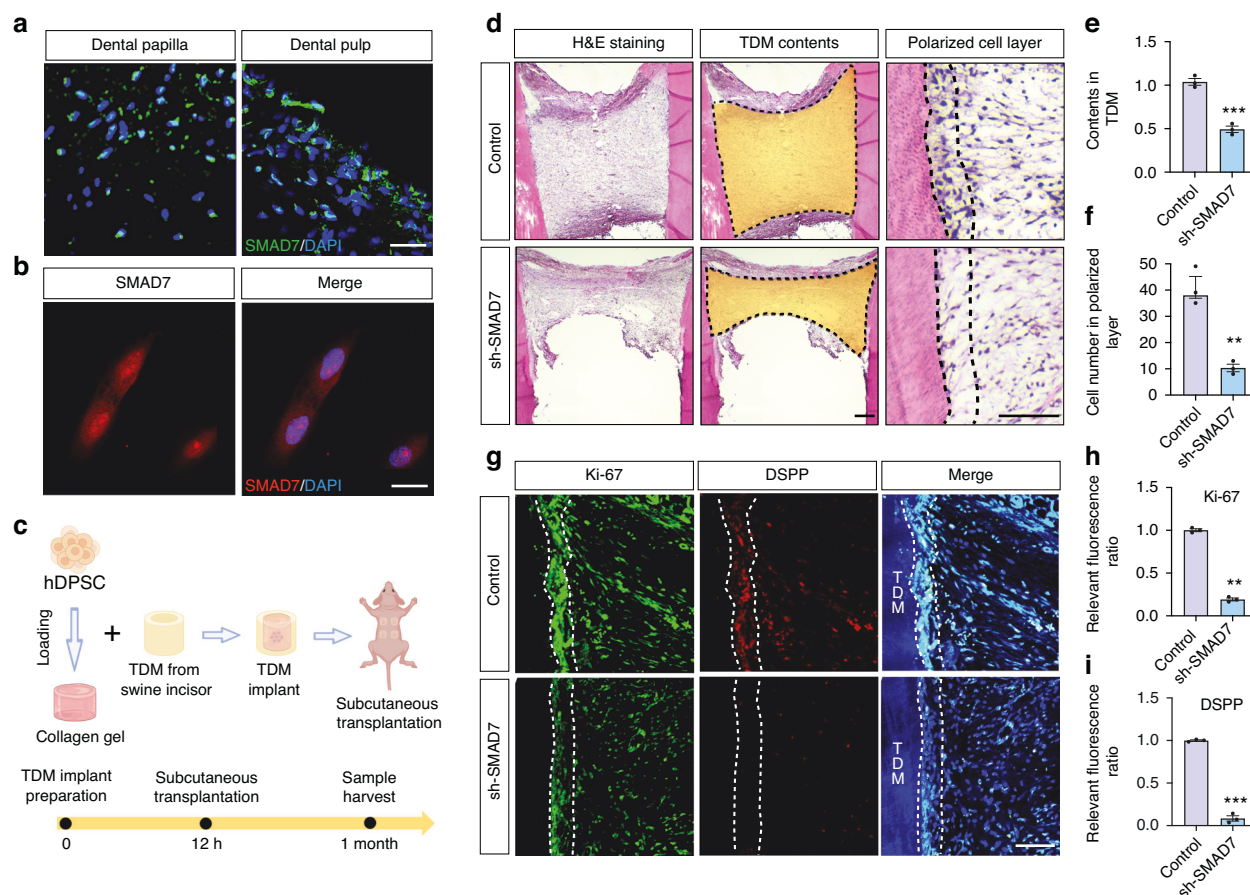 a
Dental papilla
Dental pulp
SMAD7/DAPI
b
SMAD7
Merge
SMAD7/DAPI
c
hDPSC
Loading
+
TDM from
swine incisor
TDM
implant
Subcutaneous
transplantation
Collagen gel
TDM implant
preparation
Subcutaneous
transplantation
Sample
harvest
0
12 h
1 month
d
H&E staining
TDM contents
Polarized cell layer
Control
sh-SMAD7
e
Contents in
TDM
1.5
1.0
0.5
0.0
***
Control
sh-SMAD7
f
Cell number in polarized
layer
50
40
30
20
10
0
**
Control
sh-SMAD7
g
Ki-67
DSPP
Merge
Control
TDM
sh-SMAD7
TDM
h
Relevant fluorescence
ratio
Ki-67
1.5
1.0
0.5
0.0
**
Control
sh-SMAD7
i
Relevant fluorescence
ratio
DSPP
1.5
1.0
0.5
0.0
***
Control
sh-SMAD7